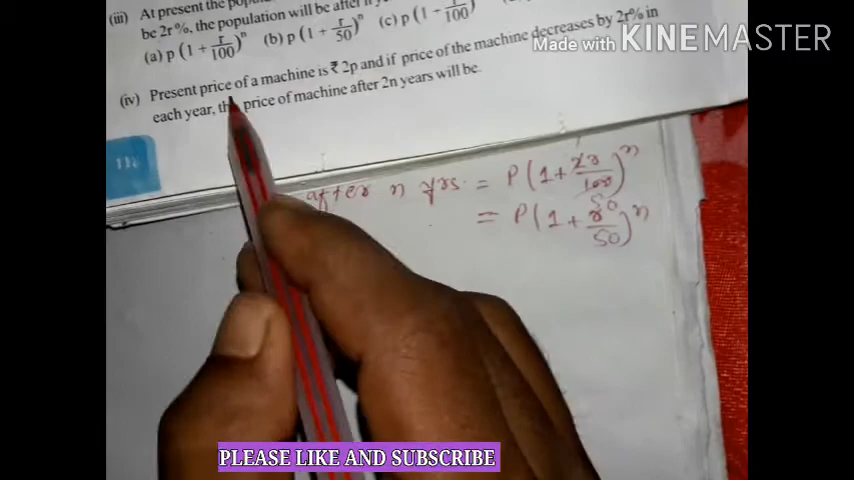 (iii) At present the
be 2r%, the population will be after
(a) p (1 + r/100)^n (b) p (1 + r/50)^n (c) p (1 - r/100)^n
Made with KINEMASTER
(iv) Present price of a machine is ₹ 2p and if price of the machine decreases by 2r% in
each year, the price of machine after 2n years will be.
after n yrs. = P(1 + 2r/100)^n
50
= P(1 + r/50)^n
PLEASE LIKE AND SUBSCRIBE